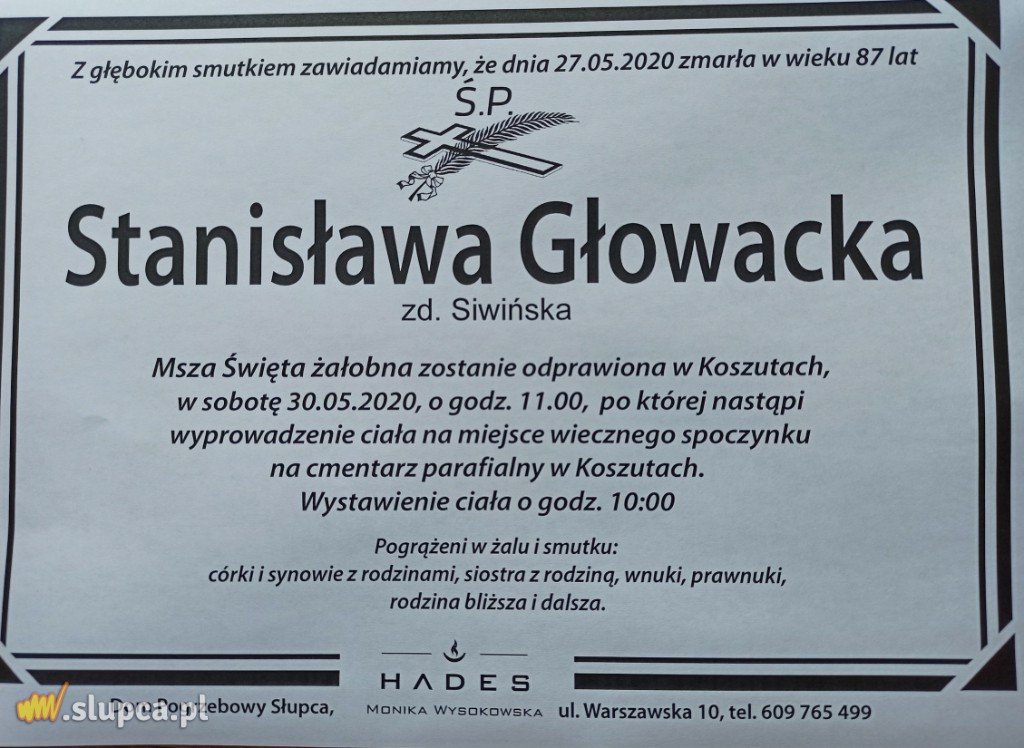 Z głębokim smutkiem zawiadamiamy, że dnia 27.05.2020 zmarła w wieku 87 lat
Ś.P.
Stanisława Głowacka
zd. Siwińska
Msza Święta żałobna zostanie odprawiona w Koszutach,
w sobotę 30.05.2020, o godz. 11.00, po której nastąpi
wyprowadzenie ciała na miejsce wiecznego spoczynku
na cmentarz parafialny w Koszutach.
Wystawienie ciała o godz. 10:00
Pogrążeni w żalu i smutku:
córki i synowie z rodzinami, siostra z rodziną, wnuki, prawnuki,
rodzina bliższa i dalsza.
HADES
MONIKA WYSOKOWSKA
Dom Pogrzebowy Słupca, ul. Warszawska 10, tel. 609 765 499
.slupca.pl